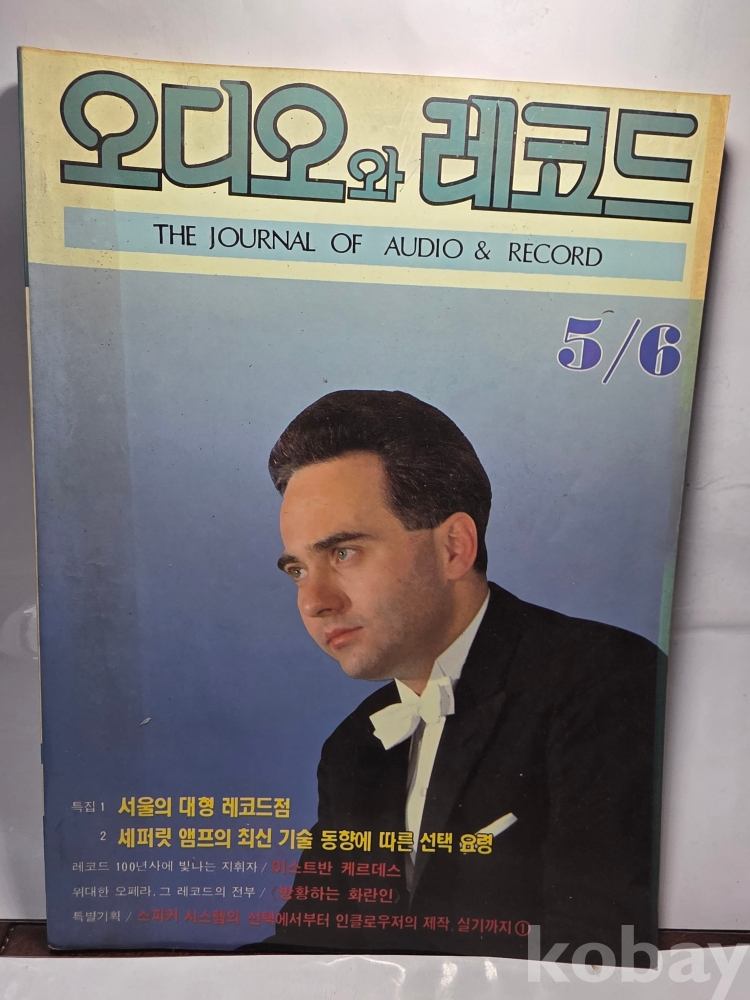 오디오와 레코드
THE JOURNAL OF AUDIO & RECORD
5/6
특집 1 서울의 대형 레코드점
2 세퍼릿 앰프의 최신 기술 동향에 따른 선택 요령
레코드 100년사에 빛나는 지휘자 / 이스트반 케르데스
위대한 오페라, 그 레코드의 전부 / 〈방황하는 화란인〉
특별기획 / 스피커 시스템의 선택에서부터 인클로우저의 제작, 실기까지 ①
kobay